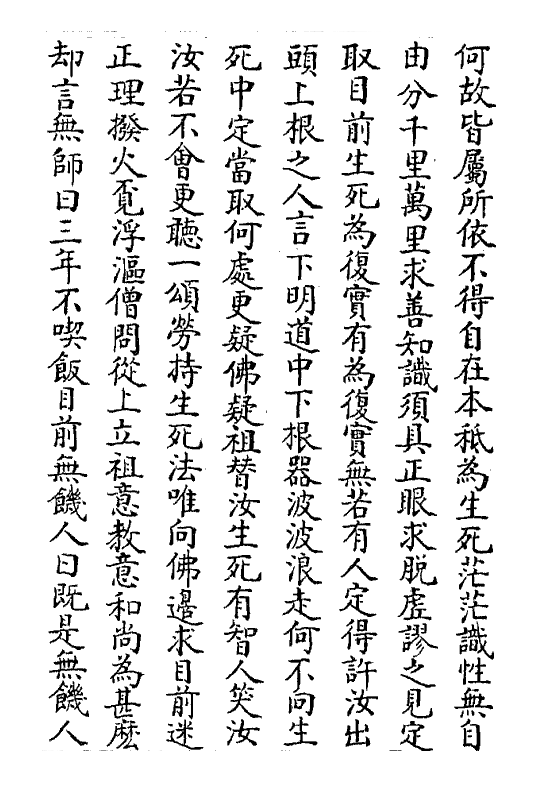 何故皆屬所依不得自在本秪為生死茫茫識性無自
由分千里萬里求善知識須具正眼求脫虛謬之見定
取目前生死為復實有為復實無若有人定得許汝出
頭上根之人言下明道中下根器波波浪走何不向生
死中定當取何處更疑佛疑祖替汝生死有智人笑汝
汝若不會更聽一頌勞持生死法唯向佛邊求目前迷
正理撥火覓浮漚僧問從上立祖意教意和尚為甚麽
却言無師曰三年不喫飯目前無饑人曰既是無饑人